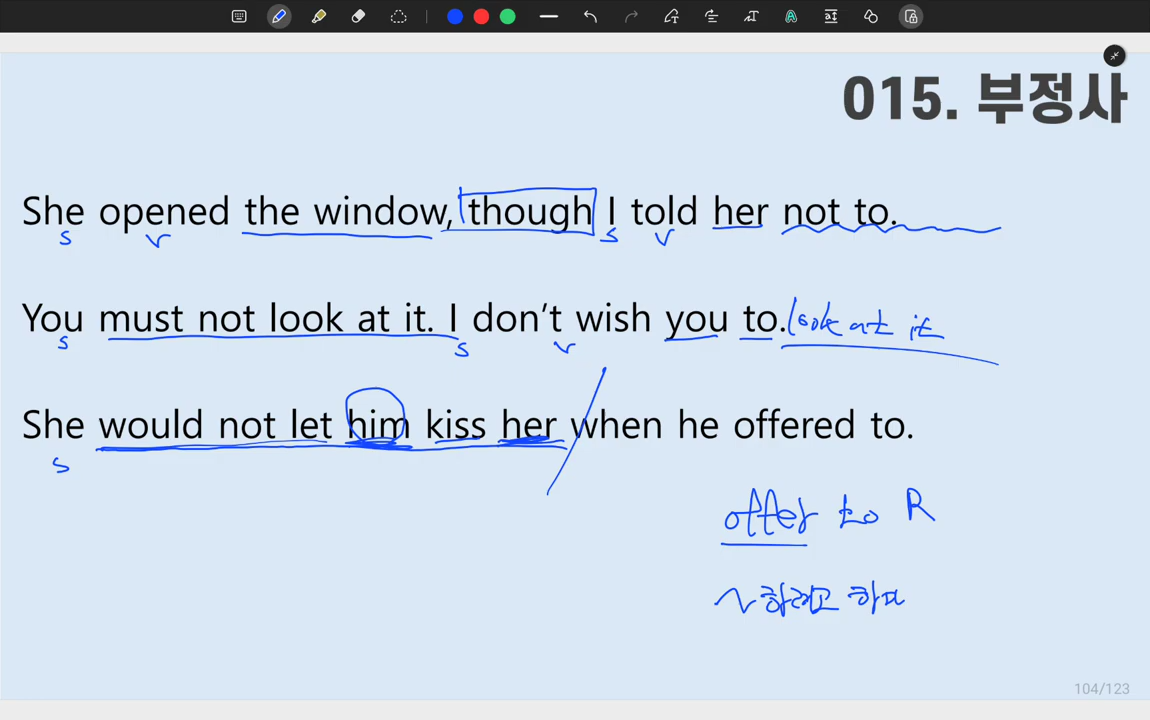 015. 부정사
She opened the window, though I told her not to.
s v s v
You must not look at it. I don't wish you to. look at it
s s v
She would not let him kiss her when he offered to.
s
offer to R
~하려고 하다
104/123